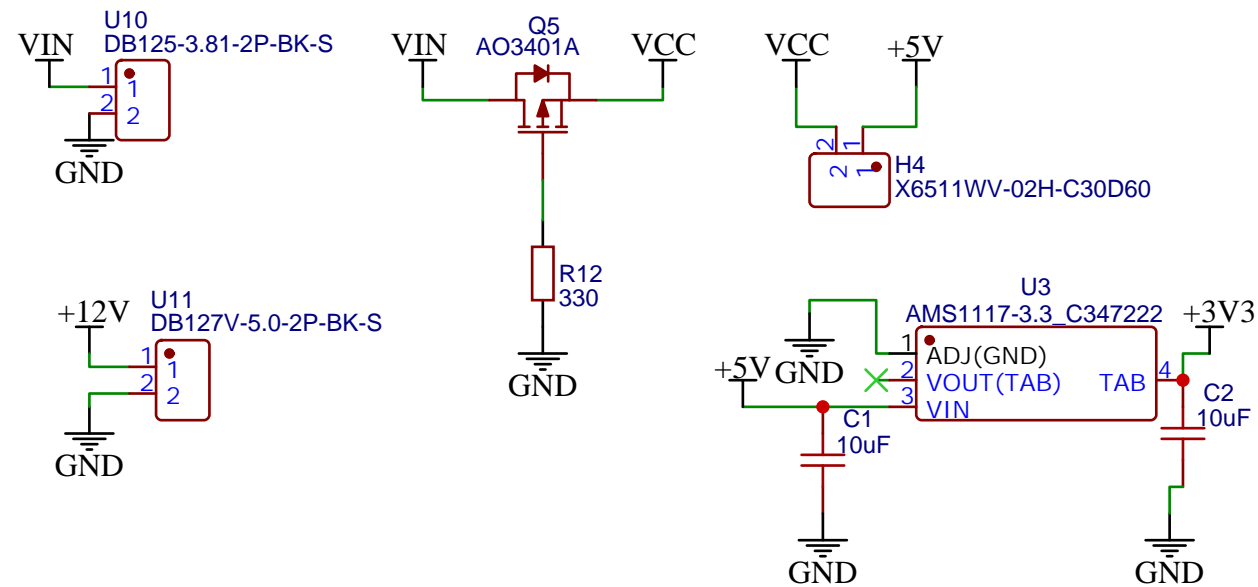 U10
DB125-3.81-2P-BK-S
VIN
1
1
2
2
GND
Q5
AO3401A
VIN
VCC
R12
330
GND
VCC
+5V
2
1
2
1
H4
X6511WV-02H-C30D60
U11
DB127V-5.0-2P-BK-S
+12V
1
1
2
2
GND
U3
AMS1117-3.3_C347222
+3V3
GND
+5V
1
ADJ(GND)
2
VOUT(TAB)
TAB
4
3
VIN
C1
10uF
GND
C2
10uF
GND